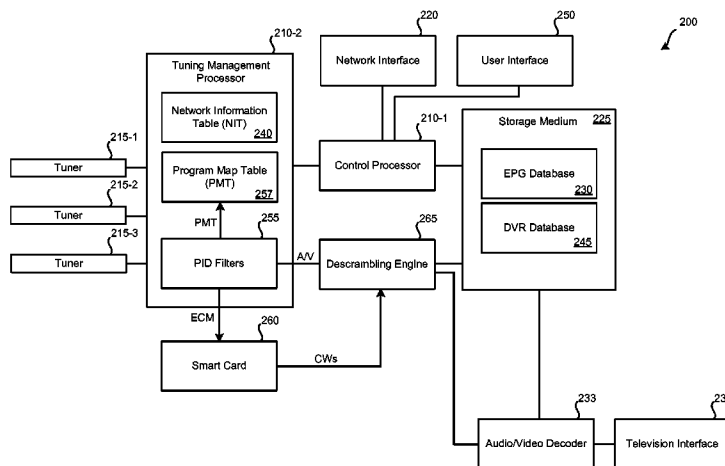 210-2
220
250
200
Tuning Management
Processor
Network Interface
User Interface
Network Information
Table (NIT)
240
215-1
Tuner
210-1
Control Processor
Storage Medium
225
EPG Database
230
DVR Database
245
Program Map Table
(PMT)
257
215-2
Tuner
PMT
255
265
215-3
Tuner
PID Filters
A/V
Descrambling Engine
ECM
260
Smart Card
CWs
233
Audio/Video Decoder
Television Interface